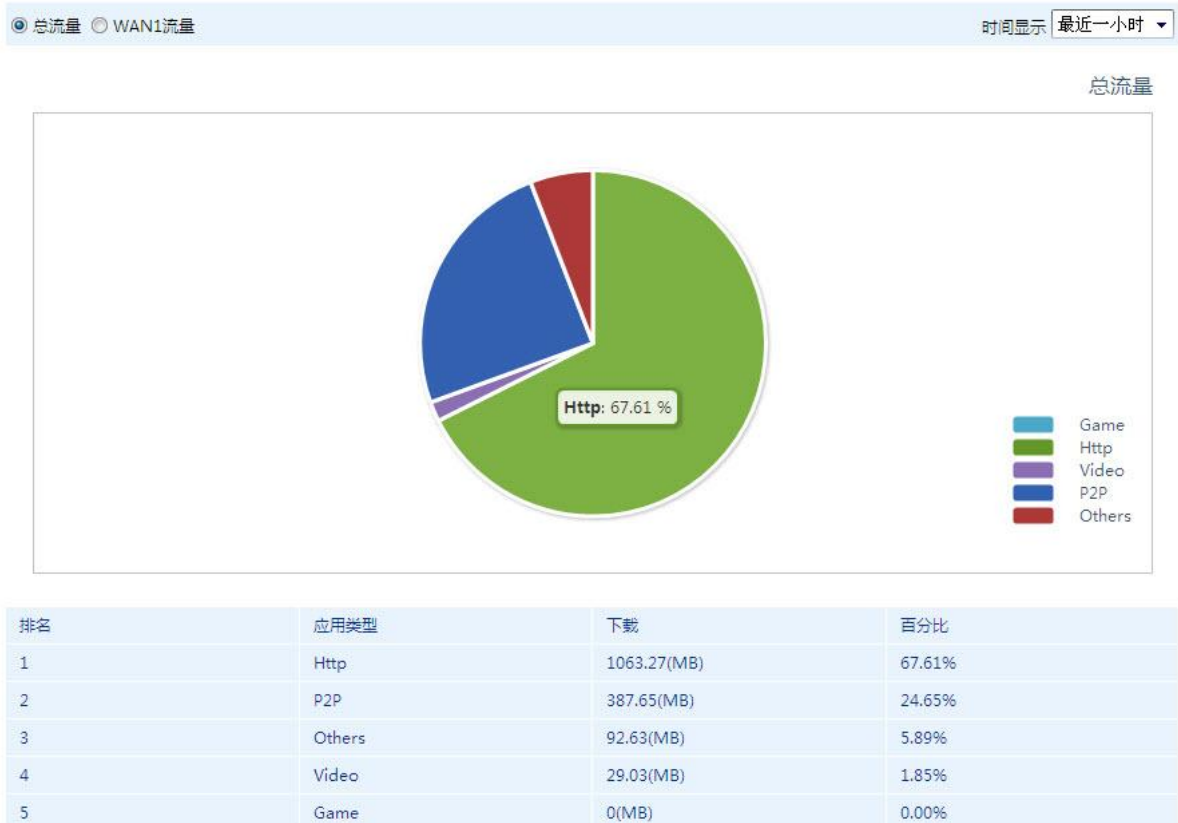 总流量 WAN1流量 时间显示 最近一小时
总流量
Http: 67.61 %
Game
Http
Video
P2P
Others
排名 应用类型 下载 百分比
1 Http 1063.27(MB) 67.61%
2 P2P 387.65(MB) 24.65%
3 Others 92.63(MB) 5.89%
4 Video 29.03(MB) 1.85%
5 Game 0(MB) 0.00%